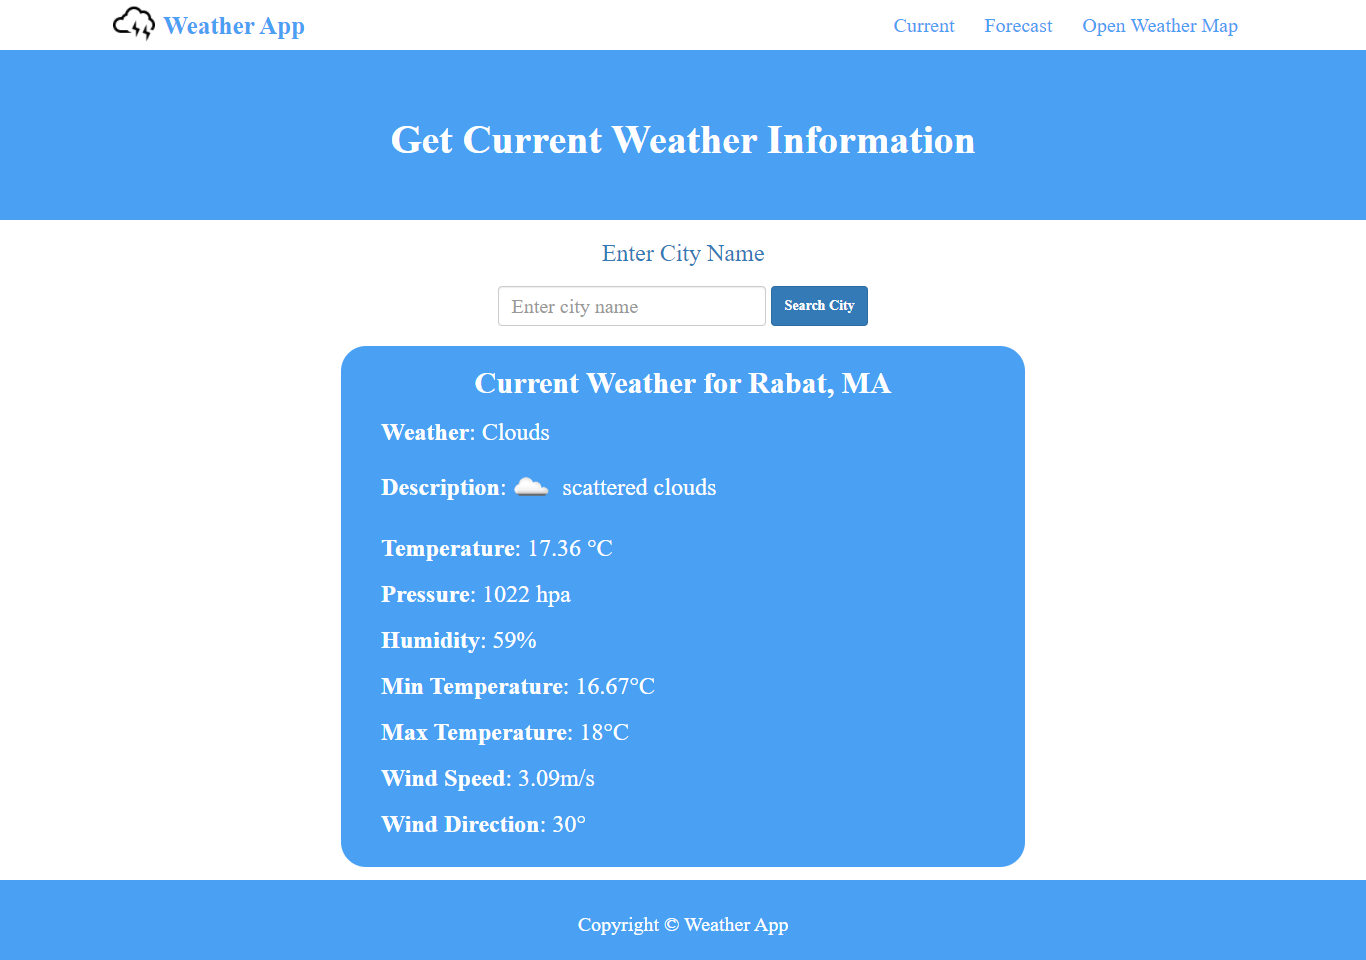 Weather App
Current Forecast Open Weather Map
Get Current Weather Information
Enter City Name
Enter city name Search City
Current Weather for Rabat, MA
Weather: Clouds
Description: scattered clouds
Temperature: 17.36 °C
Pressure: 1022 hpa
Humidity: 59%
Min Temperature: 16.67°C
Max Temperature: 18°C
Wind Speed: 3.09m/s
Wind Direction: 30°
Copyright © Weather App